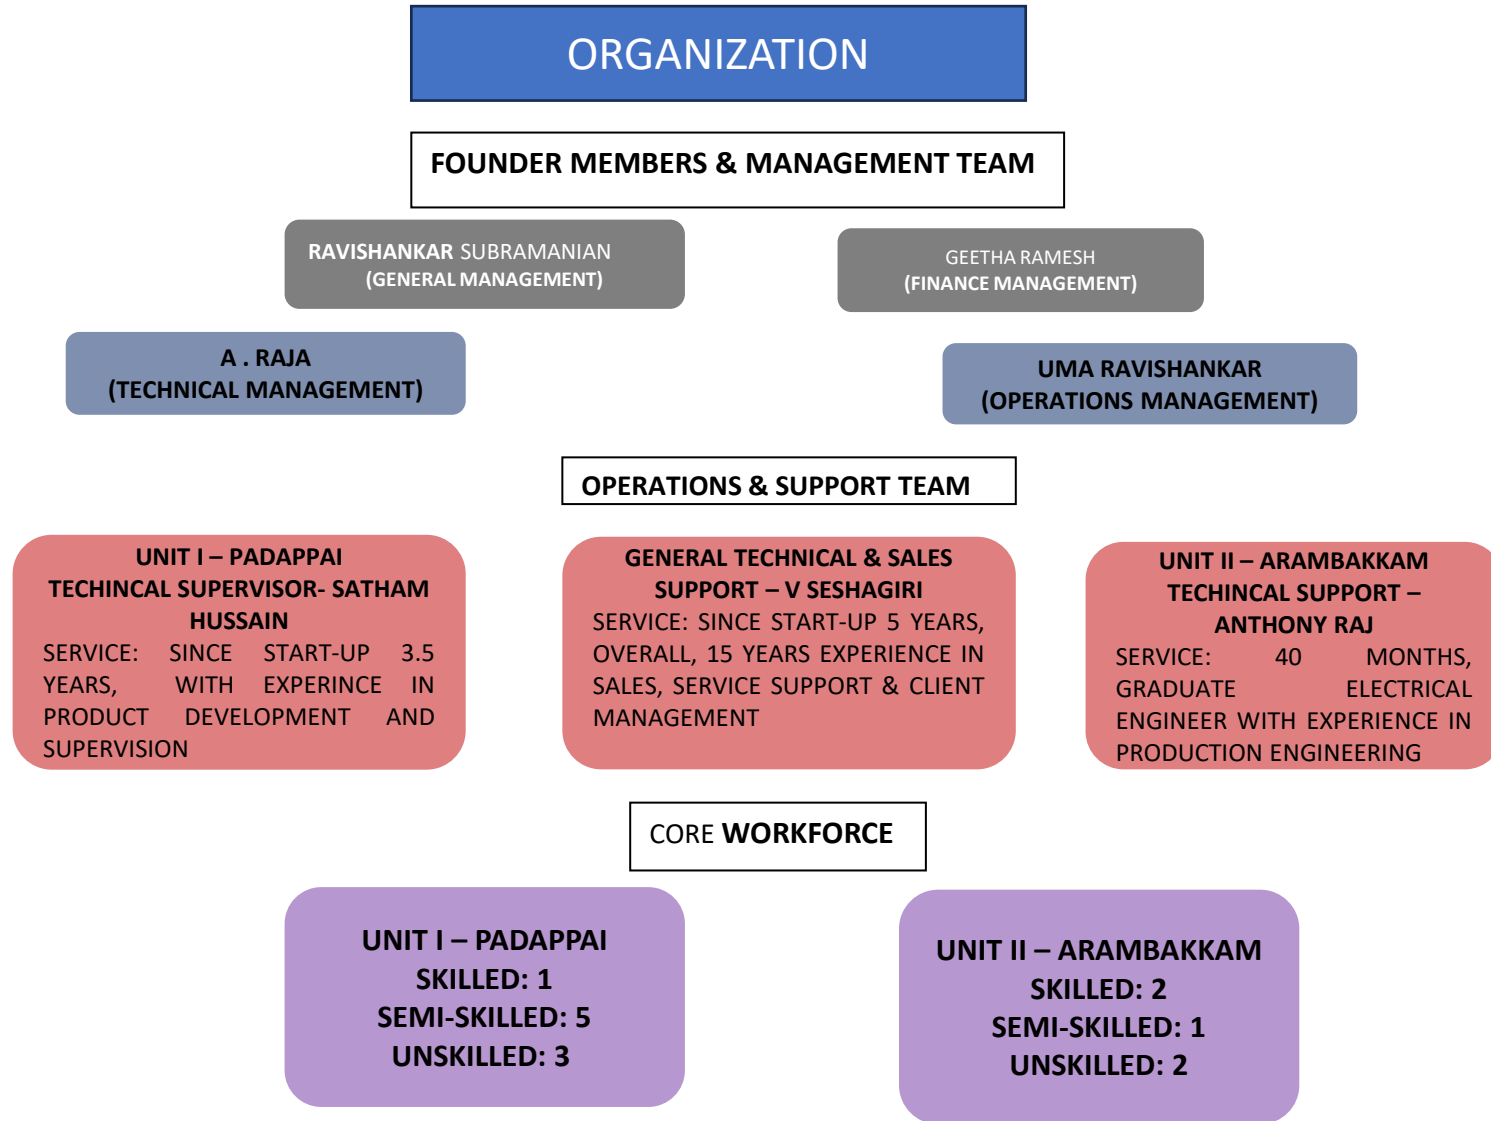 ORGANIZATION
FOUNDER MEMBERS & MANAGEMENT TEAM
RAVISHANKAR SUBRAMANIAN
(GENERAL MANAGEMENT)
GEETHA RAMESH
(FINANCE MANAGEMENT)
A . RAJA
(TECHNICAL MANAGEMENT)
UMA RAVISHANKAR
(OPERATIONS MANAGEMENT)
OPERATIONS & SUPPORT TEAM
UNIT I – PADAPPAI
TECHINCAL SUPERVISOR- SATHAM
HUSSAIN
SERVICE: SINCE START-UP 3.5
YEARS, WITH EXPERINCE IN
PRODUCT DEVELOPMENT AND
SUPERVISION
GENERAL TECHNICAL & SALES
SUPPORT – V SESHAGIRI
SERVICE: SINCE START-UP 5 YEARS,
OVERALL, 15 YEARS EXPERIENCE IN
SALES, SERVICE SUPPORT & CLIENT
MANAGEMENT
UNIT II – ARAMBAKKAM
TECHINCAL SUPPORT –
ANTHONY RAJ
SERVICE: 40 MONTHS,
GRADUATE ELECTRICAL
ENGINEER WITH EXPERIENCE IN
PRODUCTION ENGINEERING
CORE WORKFORCE
UNIT I – PADAPPAI
SKILLED: 1
SEMI-SKILLED: 5
UNSKILLED: 3
UNIT II – ARAMBAKKAM
SKILLED: 2
SEMI-SKILLED: 1
UNSKILLED: 2